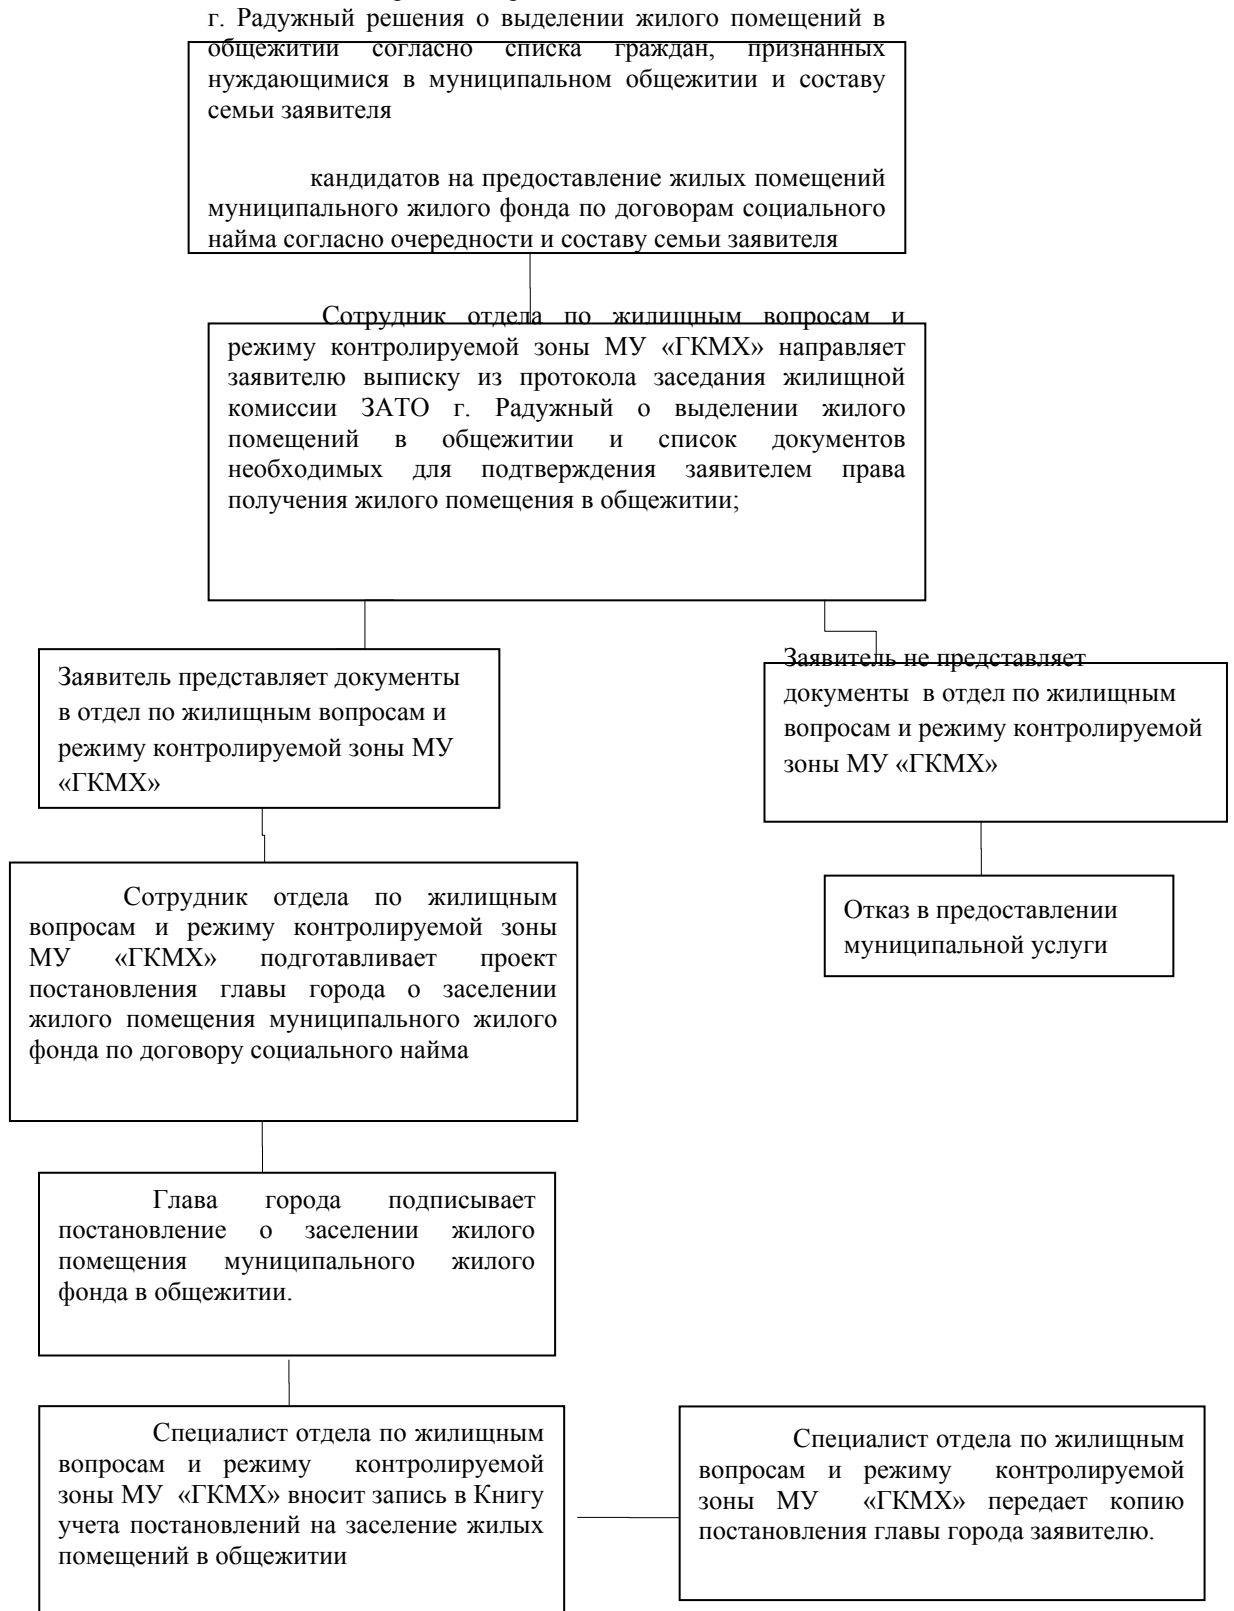 г. Радужный решения о выделении жилого помещений в
общежитии согласно списка граждан, признанных
нуждающимися в муниципальном общежитии и составу
семьи заявителя
кандидатов на предоставление жилых помещений
муниципального жилого фонда по договорам социального
найма согласно очередности и составу семьи заявителя
Сотрудник отдела по жилищным вопросам и
режиму контролируемой зоны МУ «ГКМХ» направляет
заявителю выписку из протокола заседания жилищной
комиссии ЗАТО г. Радужный о выделении жилого
помещений в общежитии и список документов
необходимых для подтверждения заявителем права
получения жилого помещения в общежитии;
Заявитель представляет документы
в отдел по жилищным вопросам и
режиму контролируемой зоны МУ
«ГКМХ»
Заявитель не представляет
документы в отдел по жилищным
вопросам и режиму контролируемой
зоны МУ «ГКМХ»
Сотрудник отдела по жилищным
вопросам и режиму контролируемой зоны
МУ «ГКМХ» подготавливает проект
постановления главы города о заселении
жилого помещения муниципального жилого
фонда по договору социального найма
Отказ в предоставлении
муниципальной услуги
Глава города подписывает
постановление о заселении жилого
помещения муниципального жилого
фонда в общежитии.
Специалист отдела по жилищным
вопросам и режиму контролируемой
зоны МУ «ГКМХ» вносит запись в Книгу
учета постановлений на заселение жилых
помещений в общежитии
Специалист отдела по жилищным
вопросам и режиму контролируемой
зоны МУ «ГКМХ» передает копию
постановления главы города заявителю.